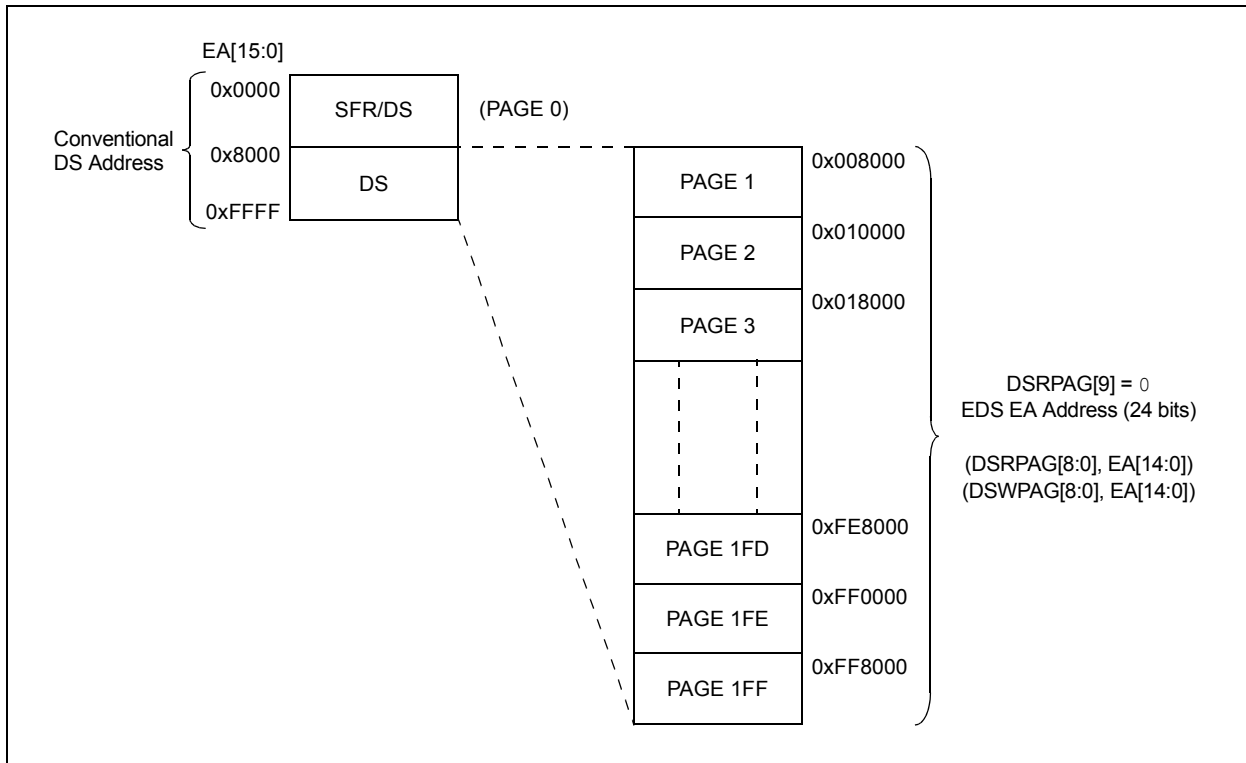 EA[15:0]
0x0000
SFR/DS
(PAGE 0)
Conventional
DS Address
0x8000
DS
0xFFFF
PAGE 1
0x008000
PAGE 2
0x010000
PAGE 3
0x018000
DSRPAG[9] = 0
EDS EA Address (24 bits)
(DSRPAG[8:0], EA[14:0])
(DSWPAG[8:0], EA[14:0])
PAGE 1FD
0xFE8000
PAGE 1FE
0xFF0000
PAGE 1FF
0xFF8000